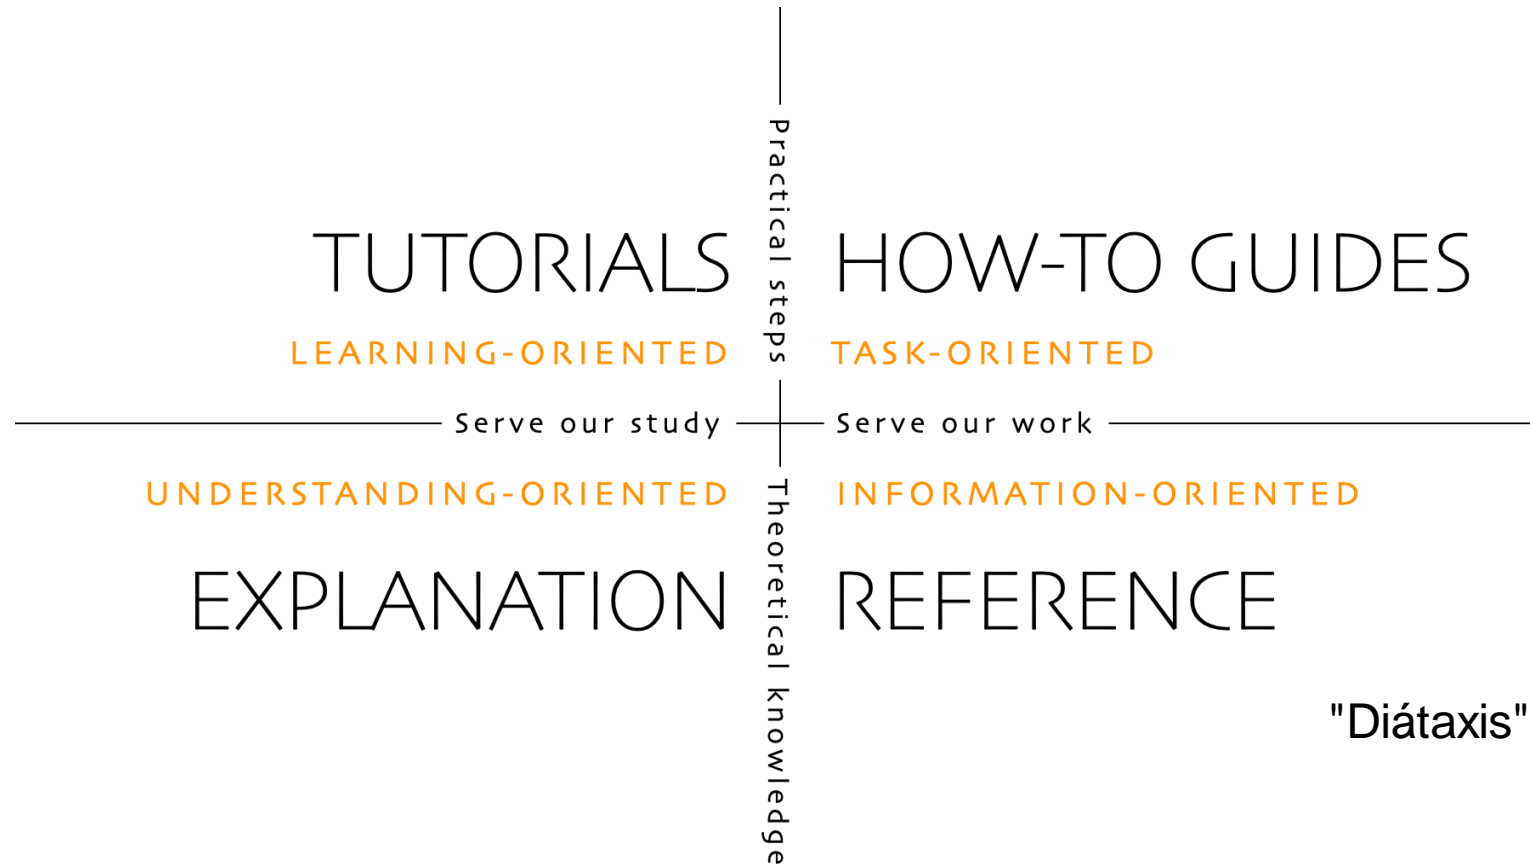 Practical steps
TUTORIALS
HOW-TO GUIDES
LEARNING-ORIENTED
TASK-ORIENTED
Serve our study
Serve our work
UNDERSTANDING-ORIENTED
INFORMATION-ORIENTED
EXPLANATION
REFERENCE
Theoretical knowledge
"Diátaxis"